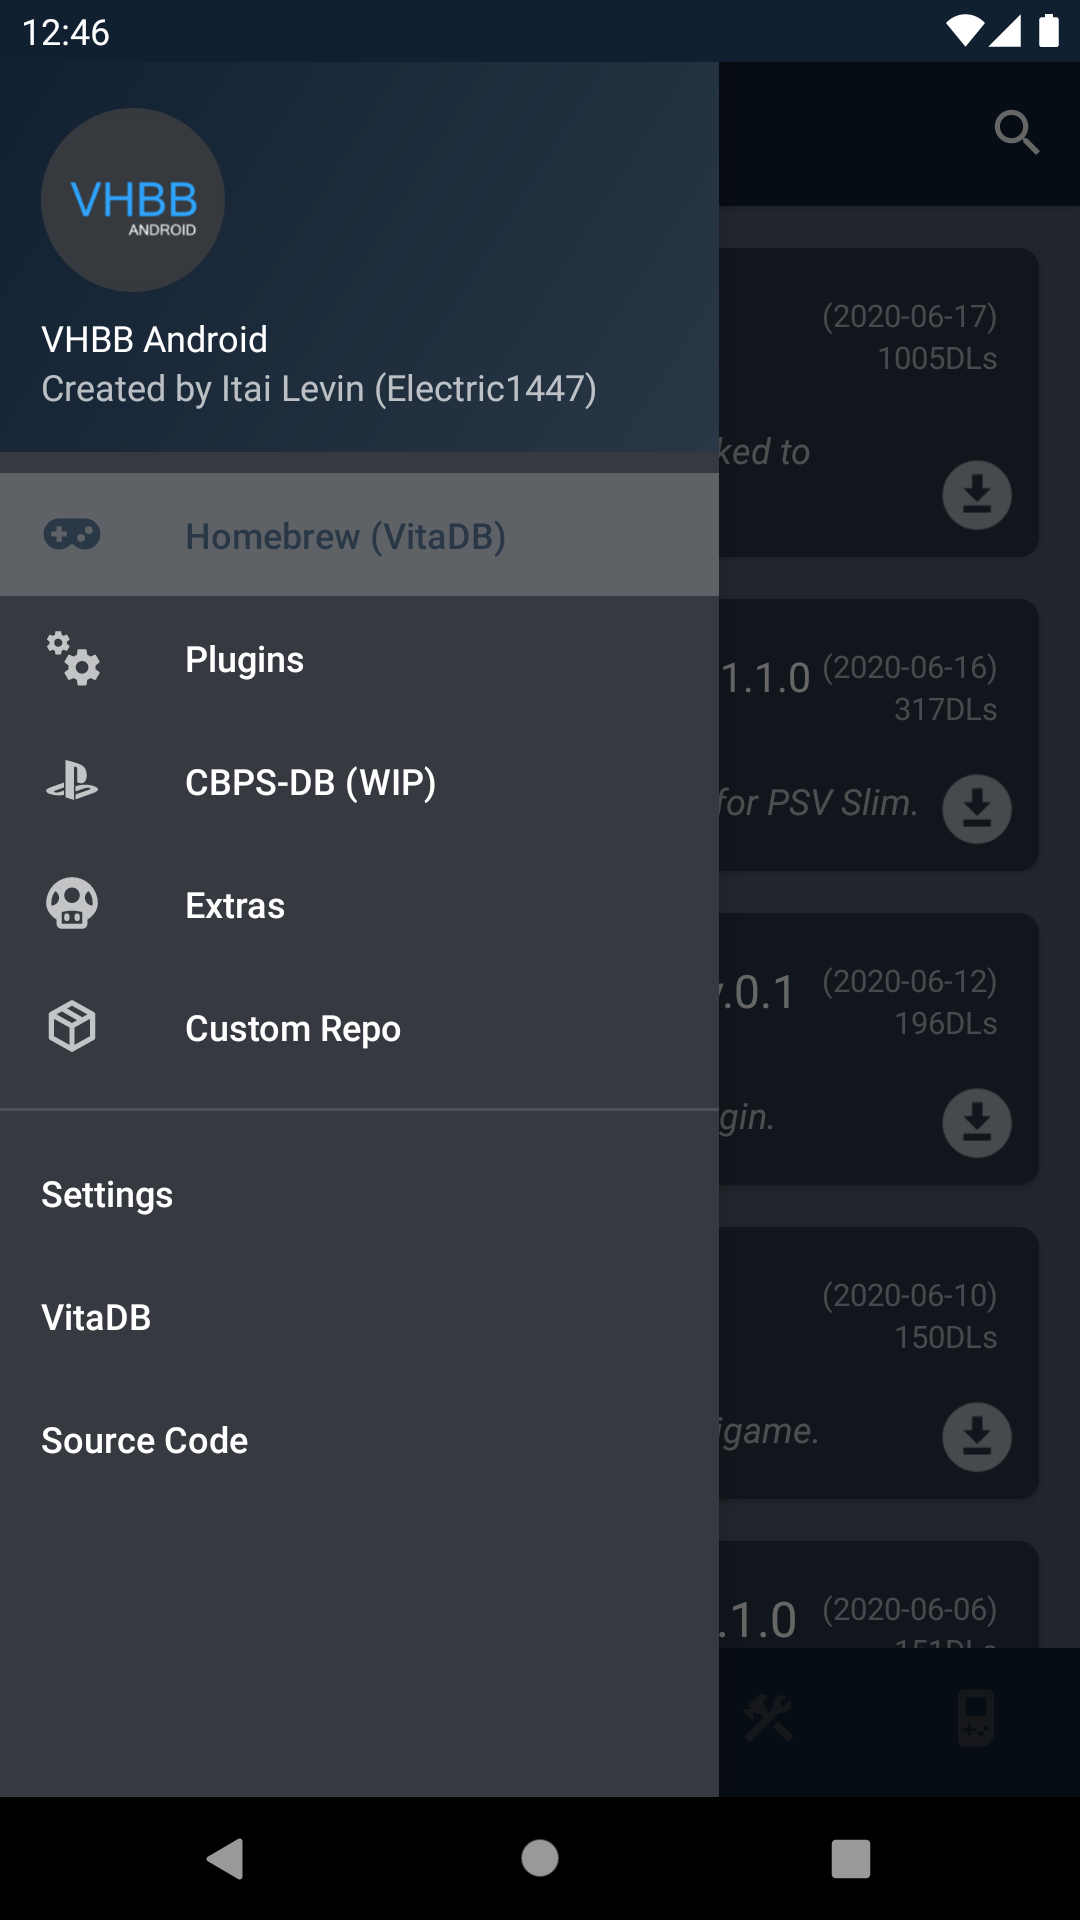 12:46
VHBB
ANDROID
VHBB Android
Created by Itai Levin (Electric1447)
Homebrew (VitaDB)
Plugins
CBPS-DB (WIP)
Extras
Custom Repo
Settings
VitaDB
Source Code
(2020-06-17)
1005DLs
ked to
1.1.0 (2020-06-16)
317DLs
for PSV Slim.
.0.1 (2020-06-12)
196DLs
gin.
(2020-06-10)
150DLs
igame.
.1.0 (2020-06-06)
151DLs